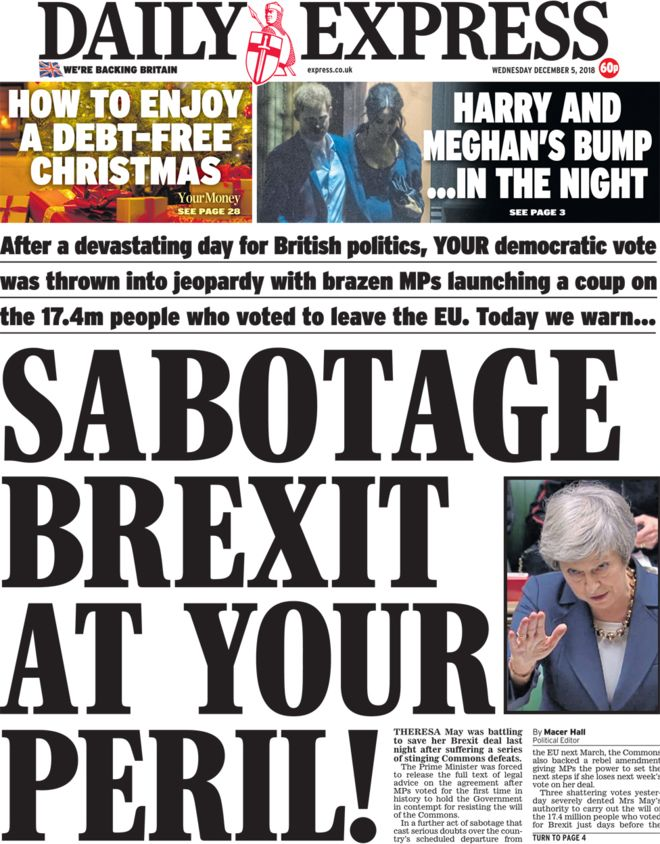 DAILY EXPRESS
WE'RE BACKING BRITAIN
express.co.uk
WEDNESDAY DECEMBER 5, 2018
60p
HOW TO ENJOY
A DEBT-FREE
CHRISTMAS
YourMoney
SEE PAGE 28
HARRY AND
MEGHAN'S BUMP
...IN THE NIGHT
SEE PAGE 3
After a devastating day for British politics, YOUR democratic vote
was thrown into jeopardy with brazen MPs launching a coup on
the 17.4m people who voted to leave the EU. Today we warn...
SABOTAGE
BREXIT
AT YOUR
PERIL!
THERESA May was battling
to save her Brexit deal last
night after suffering a series
of stinging Commons defeats.
The Prime Minister was forced
to release the full text of legal
advice on the agreement after
MPs voted for the first time in
history to hold the Government
in contempt for resisting the will
of the Commons.
In a further act of sabotage that
cast serious doubts over the coun-
try's scheduled departure from
By Macer Hall
Political Editor
the EU next March, the Commons
also backed a rebel amendment
giving MPs the power to set the
next steps if she loses next week's
vote on her deal.
Three shattering votes yester-
day severely dented Mrs May's
authority to carry out the will of
the 17.4 million people who voted
for Brexit just days before the
TURN TO PAGE 4